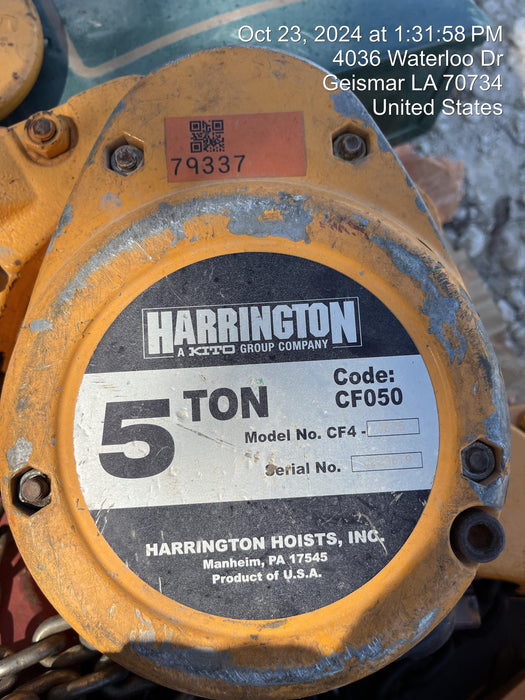 Oct 23, 2024 at 1:31:58 PM
4036 Waterloo Dr
Geismar LA 70734
United States
79337
HARRINGTON
A KITO GROUP COMPANY
5 TON
Code:
CF050
Model No. CF4 -
Serial No.
HARRINGTON HOISTS, INC.
Manheim, PA 17545
Product of U.S.A.